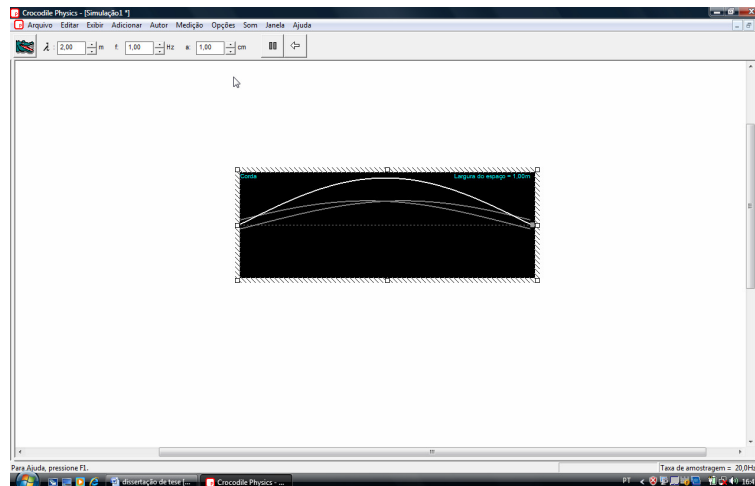 Crocodile Physics - [Simulação1 *]
Arquivo Editar Exibir Adicionar Autor Medição Opções Som Janela Ajuda
λ : 2,00 m f: 1,00 Hz a: 1,00 cm
Corda Largura do espaço = 1,00m
Para Ajuda, pressione F1. Taxa de amostragem = 20,0Hz
dissertação de tese [... Crocodile Physics - ... PT